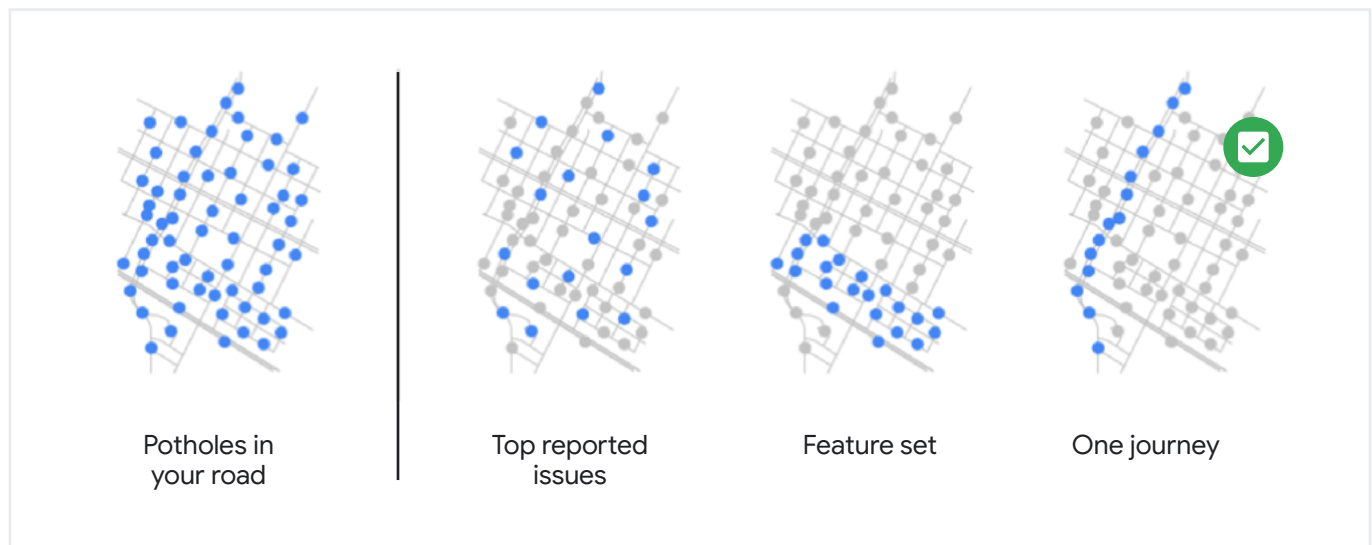 Potholes in
your road
Top reported
issues
Feature set
One journey